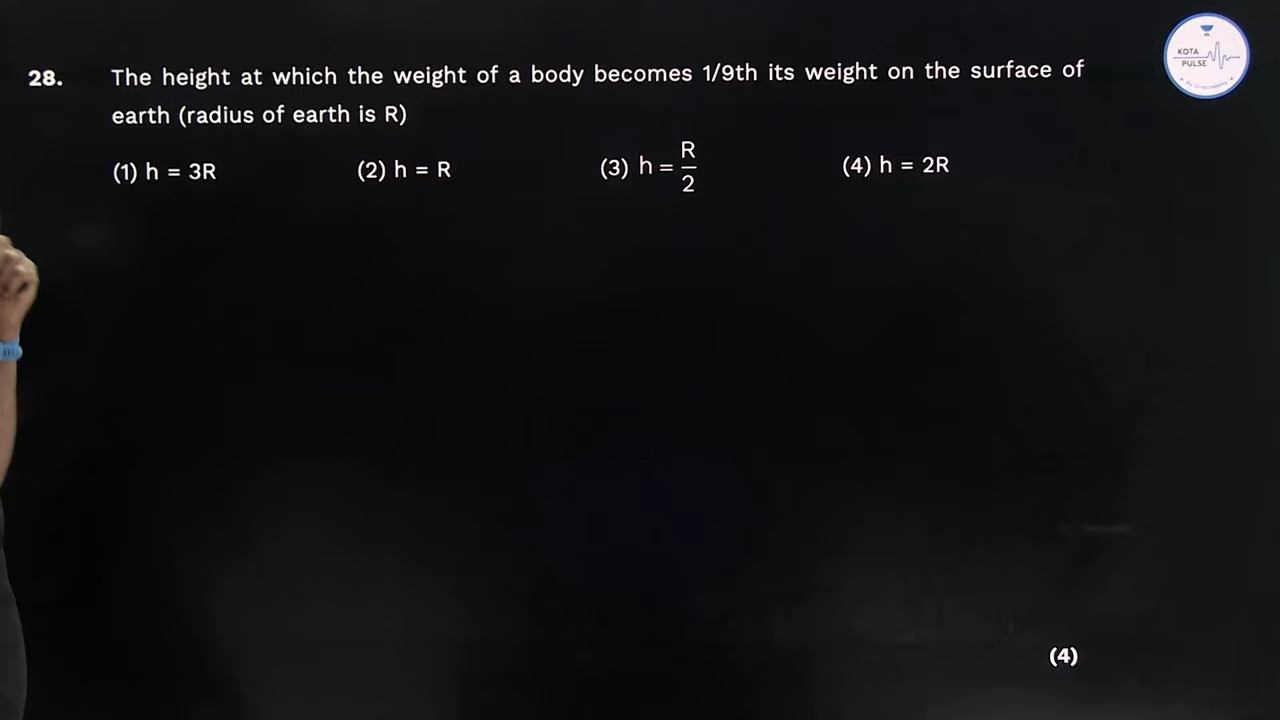 KOTA
PULSE
28. The height at which the weight of a body becomes 1/9th its weight on the surface of
earth (radius of earth is R)
(1) h = 3R (2) h = R (3) h = R/2 (4) h = 2R
(4)